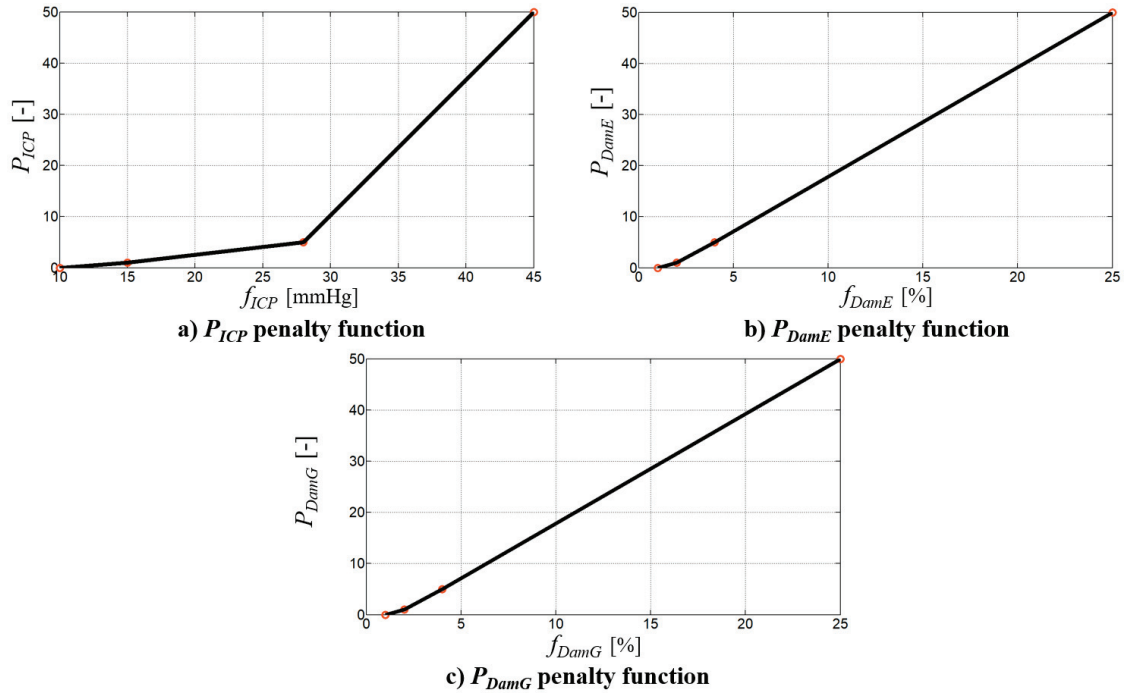 50
40
30
20
10
0
P_ICP [-]
10 15 20 25 30 35 40 45
f_ICP [mmHg]
a) P_ICP penalty function
50
40
30
20
10
0
P_DamE [-]
0 5 10 15 20 25
f_DamE [%]
b) P_DamE penalty function
50
40
30
20
10
0
P_DamG [-]
0 5 10 15 20 25
f_DamG [%]
c) P_DamG penalty function